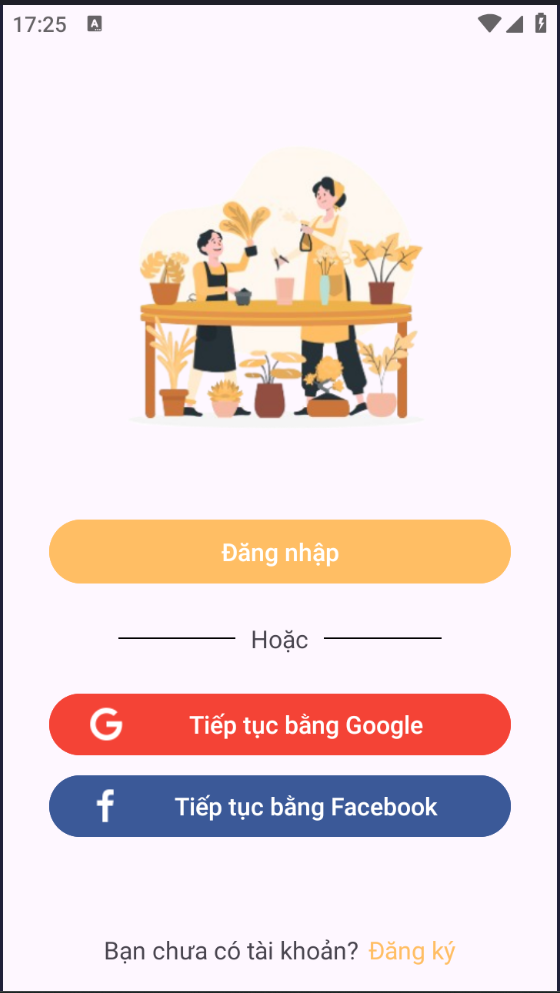 17:25
Đăng nhập
Hoặc
Tiếp tục bằng Google
Tiếp tục bằng Facebook
Bạn chưa có tài khoản? Đăng ký